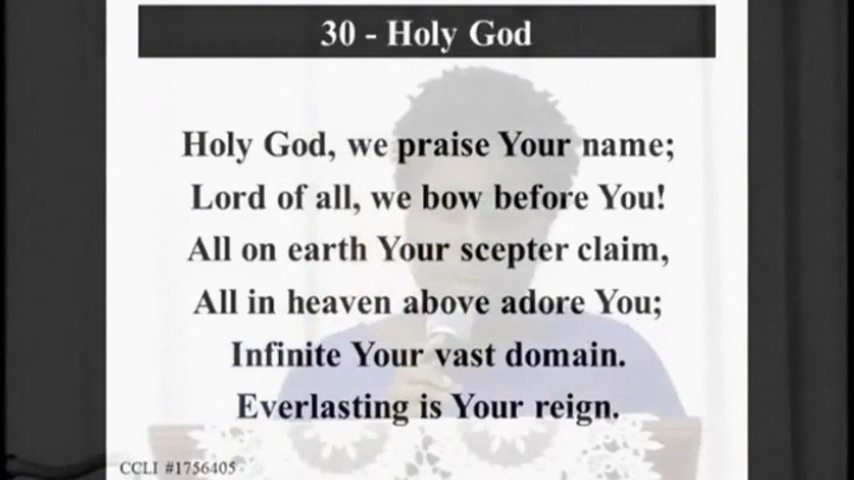 30 - Holy God
Holy God, we praise Your name;
Lord of all, we bow before You!
All on earth Your scepter claim,
All in heaven above adore You;
Infinite Your vast domain.
Everlasting is Your reign.
CCLI #1756405